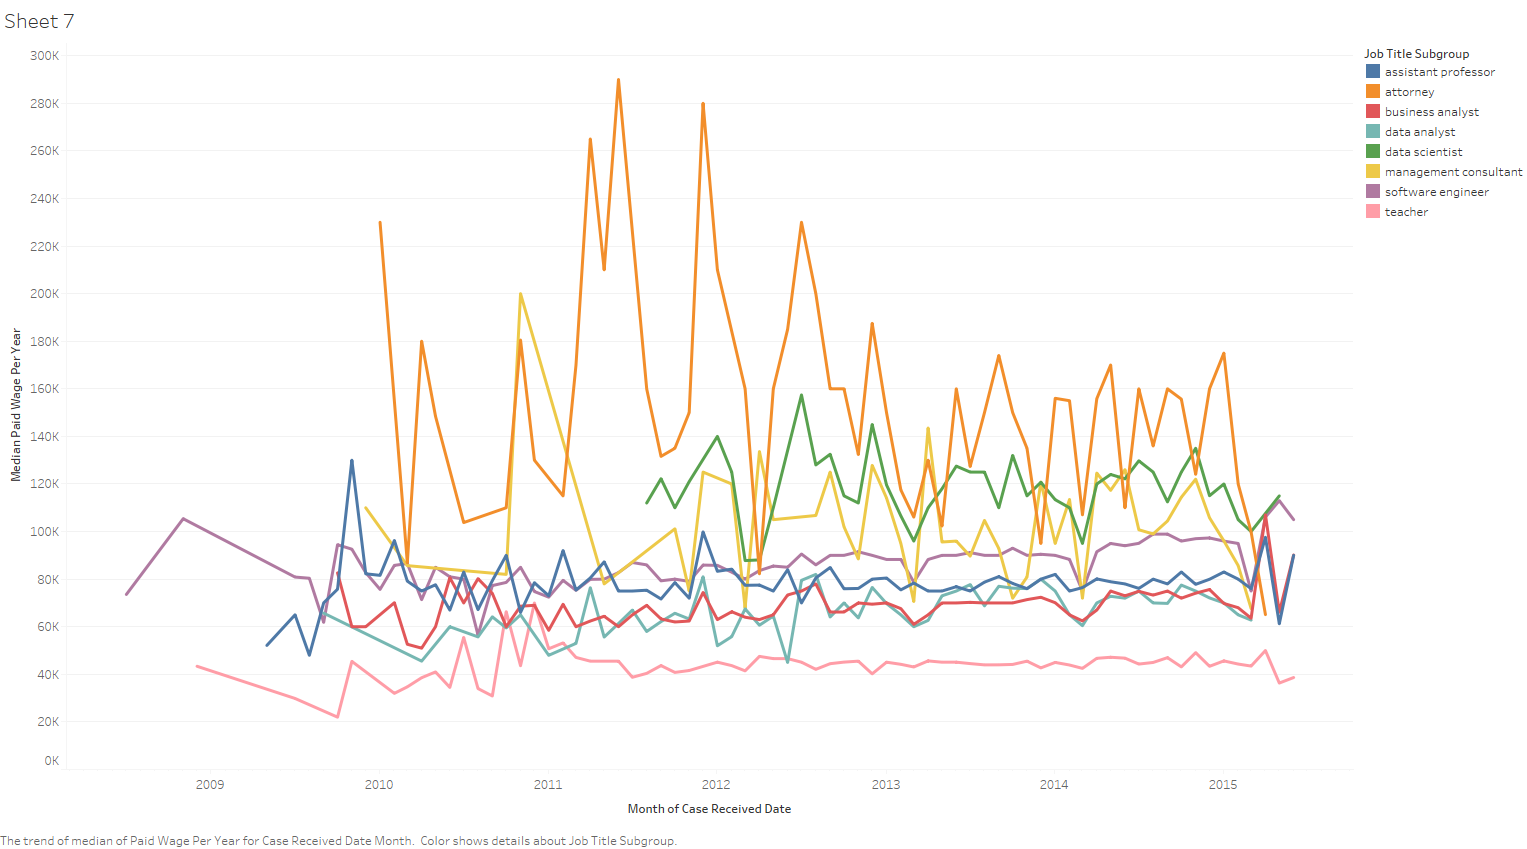 Sheet 7
300K
280K
260K
240K
220K
200K
180K
160K
140K
120K
100K
80K
60K
40K
20K
0K
Median Paid Wage Per Year
2009 2010 2011 2012 2013 2014 2015
Month of Case Received Date
Job Title Subgroup
assistant professor
attorney
business analyst
data analyst
data scientist
management consultant
software engineer
teacher
The trend of median of Paid Wage Per Year for Case Received Date Month. Color shows details about Job Title Subgroup.